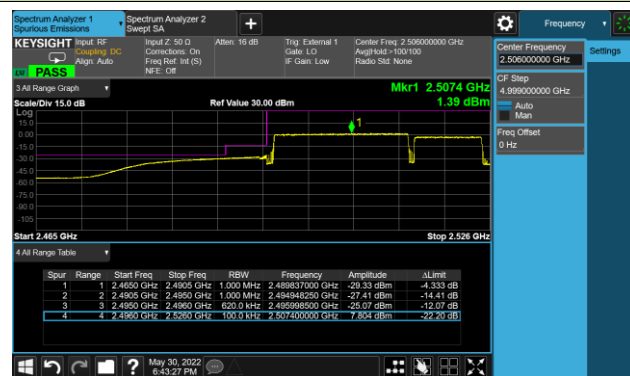 Spectrum Analyzer 1
Spurious Emissions
Spectrum Analyzer 2
Swept SA
+
Frequency
KEYSIGHT
Input: RF
Coupling: DC
Align: Auto
Input Z: 50 Ω
Corrections: On
Freq Ref: Int (S)
NFE: Off
Atten: 16 dB
Trig: External 1
Gate: LO
IF Gain: Low
Center Freq: 2.506000000 GHz
Avg|Hold:>100/100
Radio Std: None
PASS
Center Frequency
2.506000000 GHz
Settings
CF Step
4.999000000 GHz
Auto
Man
Freq Offset
0 Hz
3 All Range Graph
Mkr1 2.5074 GHz
Scale/Div 15.0 dB
Ref Value 30.00 dBm
1.39 dBm
Log
15.0
0.00
-15.0
-30.0
-45.0
-60.0
-75.0
-90.0
-105
1
Start 2.465 GHz
Stop 2.526 GHz
4 All Range Table
Spur Range Start Freq Stop Freq RBW Frequency Amplitude ΔLimit
1 1 2.4650 GHz 2.4905 GHz 1.000 MHz 2.489837000 GHz -29.33 dBm -4.333 dB
2 2 2.4905 GHz 2.4950 GHz 1.000 MHz 2.494948250 GHz -27.41 dBm -14.41 dB
3 3 2.4950 GHz 2.4960 GHz 620.0 kHz 2.495998500 GHz -25.07 dBm -12.07 dB
4 4 2.4960 GHz 2.5260 GHz 100.0 kHz 2.507400000 GHz 7.804 dBm -22.20 dB
?
May 30, 2022
6:43:27 PM